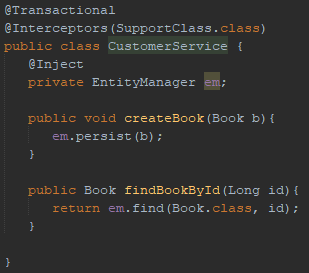 @Transactional
@Interceptors(SupportClass.class)
public class CustomerService {
@Inject
private EntityManager em;
public void createBook(Book b){
em.persist(b);
}
public Book findBookById(Long id){
return em.find(Book.class, id);
}
}